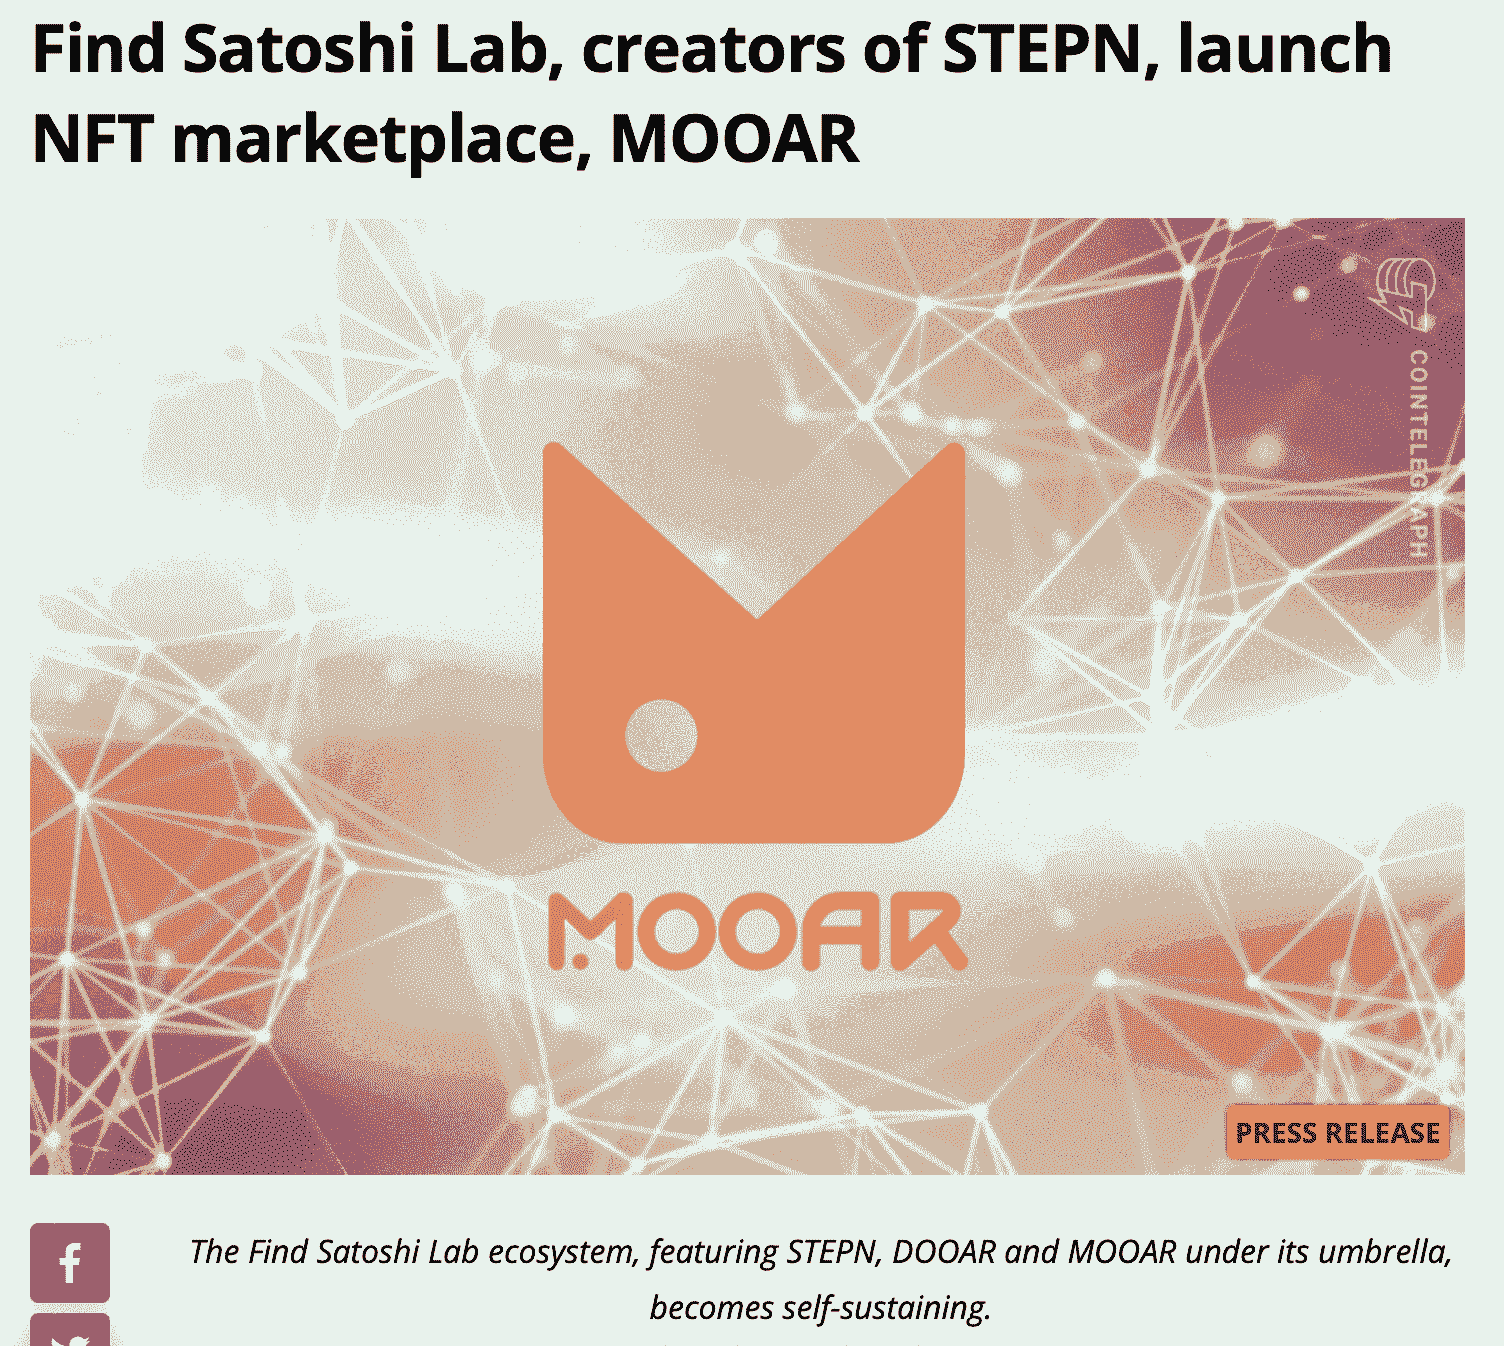 Find Satoshi Lab, creators of STEPN, launch
NFT marketplace, MOOAR
COINTELEGRAPH
MOOAR
PRESS RELEASE
The Find Satoshi Lab ecosystem, featuring STEPN, DOOAR and MOOAR under its umbrella,
becomes self-sustaining.